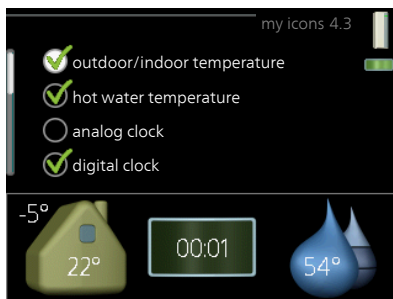 my icons 4.3
outdoor/indoor temperature
hot water temperature
analog clock
digital clock
-5°
22°
00:01
54°